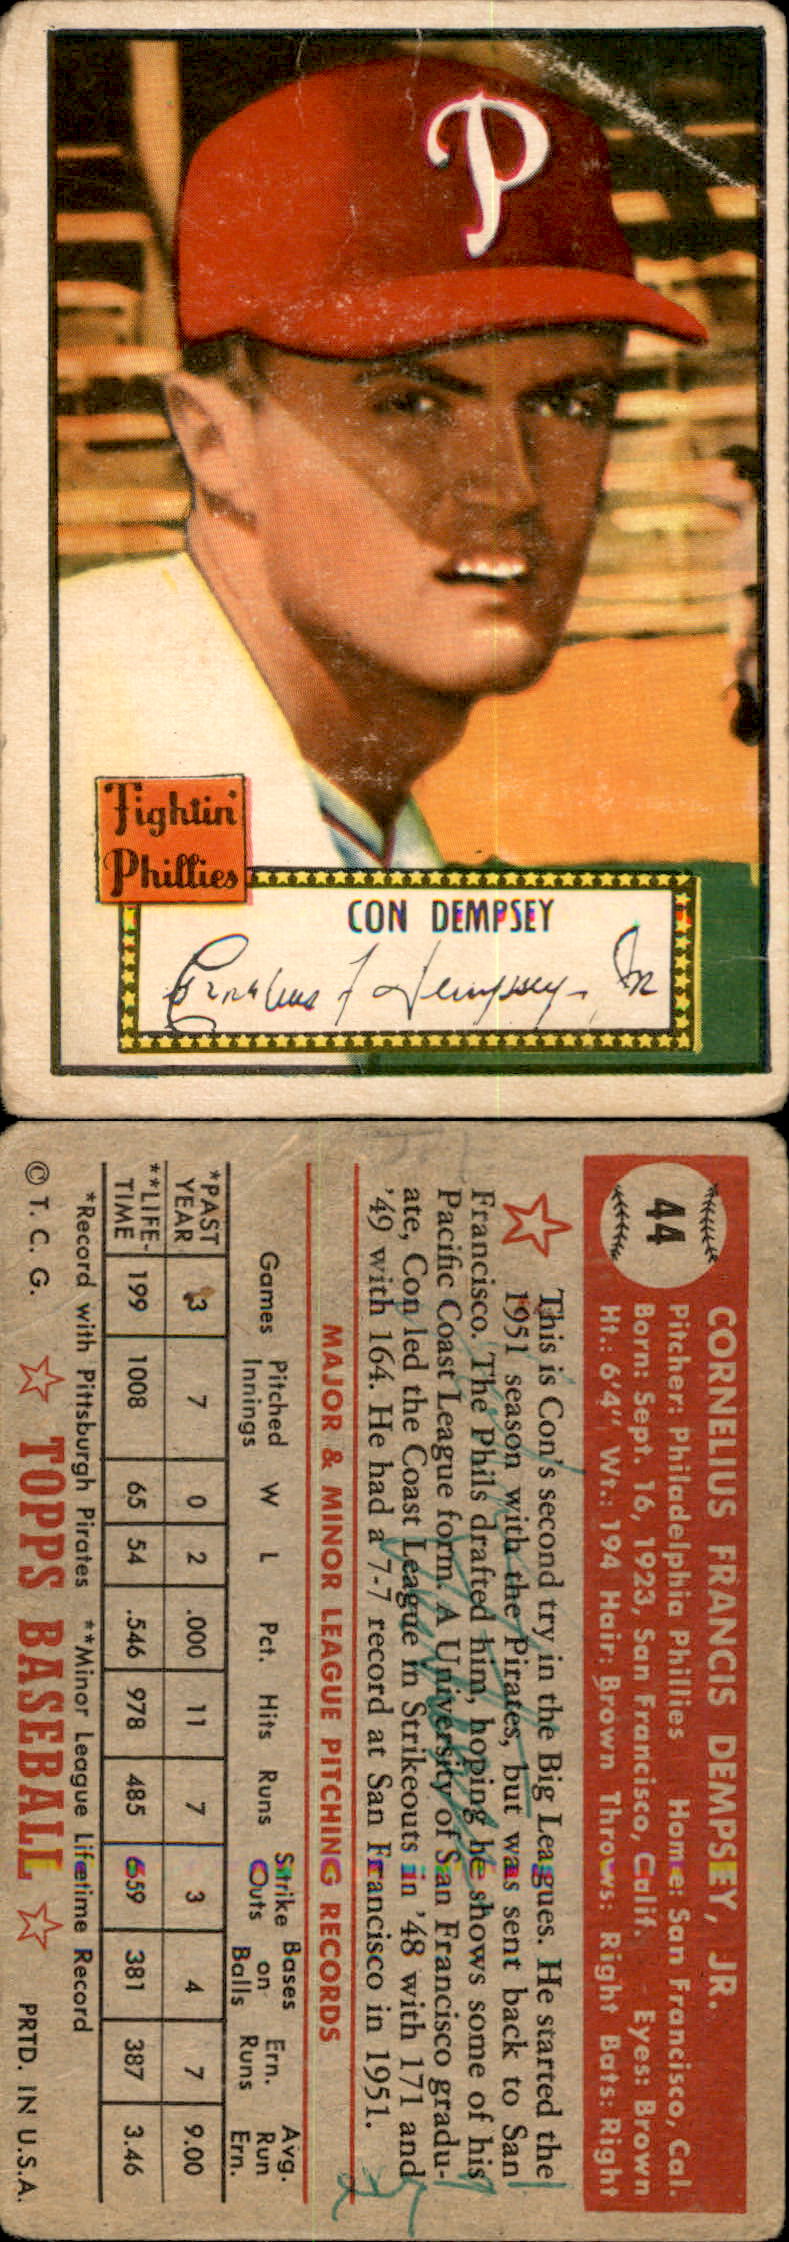 P
Fightin'
Phillies
CON DEMPSEY
Cornelius F Dempsey, Jr
44
CORNELIUS FRANCIS DEMPSEY, JR.
Pitcher: Philadelphia Phillies Home: San Francisco, Cal.
Born: Sept. 16, 1923, San Francisco, Calif. Eyes: Brown
Ht.: 6'4" Wt.: 194 Hair: Brown Throws: Right Bats: Right
This is Con's second try in the Big Leagues. He started the
1951 season with the Pirates, but was sent back to San
Francisco. The Phils drafted him, hoping he shows some of his
Pacific Coast League form. A University of San Francisco gradu-
ate, Con led the Coast League in Strikeouts in '48 with 171 and
'49 with 164. He had a 7-7 record at San Francisco in 1951.
MAJOR & MINOR LEAGUE PITCHING RECORDS
Games Pitched Innings W L Pct. Hits Runs Strike Outs Bases on Balls Ern. Runs Avg. Run Ern.
*PAST YEAR 3 7 0 2 .000 11 7 3 4 7 9.00
**LIFE-TIME 199 1008 65 54 .546 978 485 659 381 387 3.46
*Record with Pittsburgh Pirates **Minor League Lifetime Record
© T. C. G. TOPPS BASEBALL PRTD. IN U.S.A.